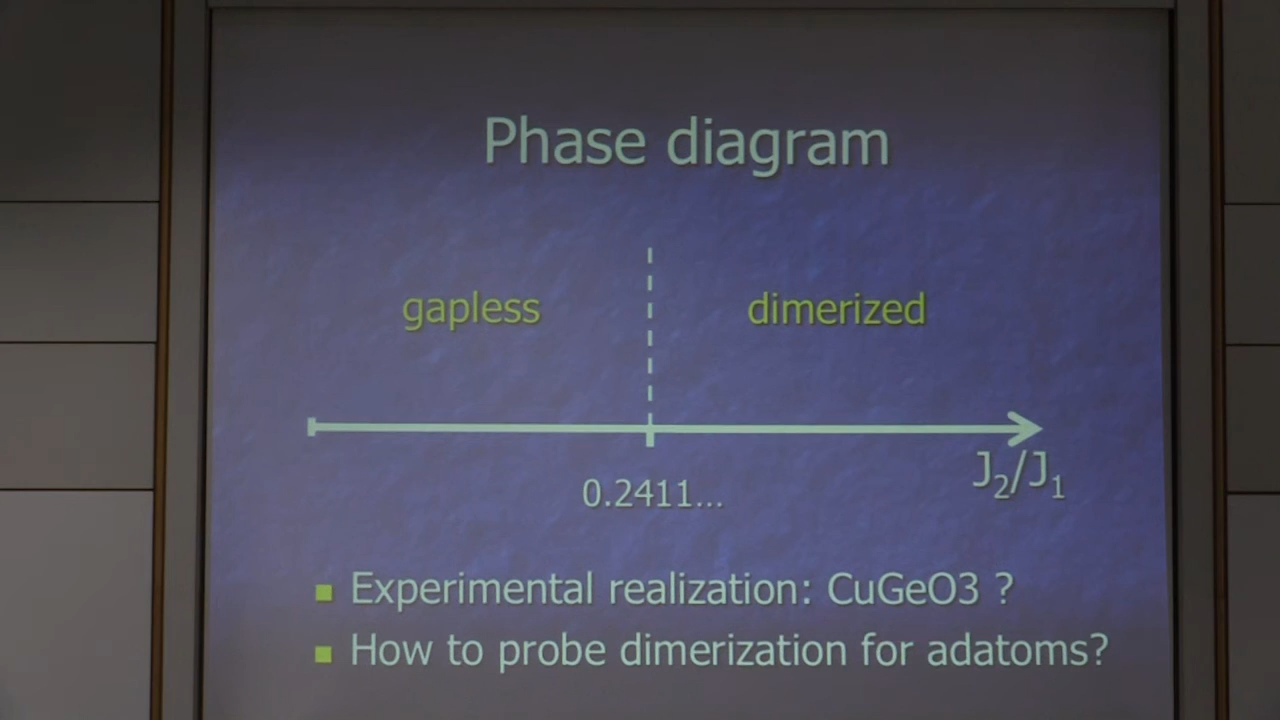 Phase diagram
gapless dimerized
0.2411...
J₂/J₁
Experimental realization: CuGeO3 ?
How to probe dimerization for adatoms?